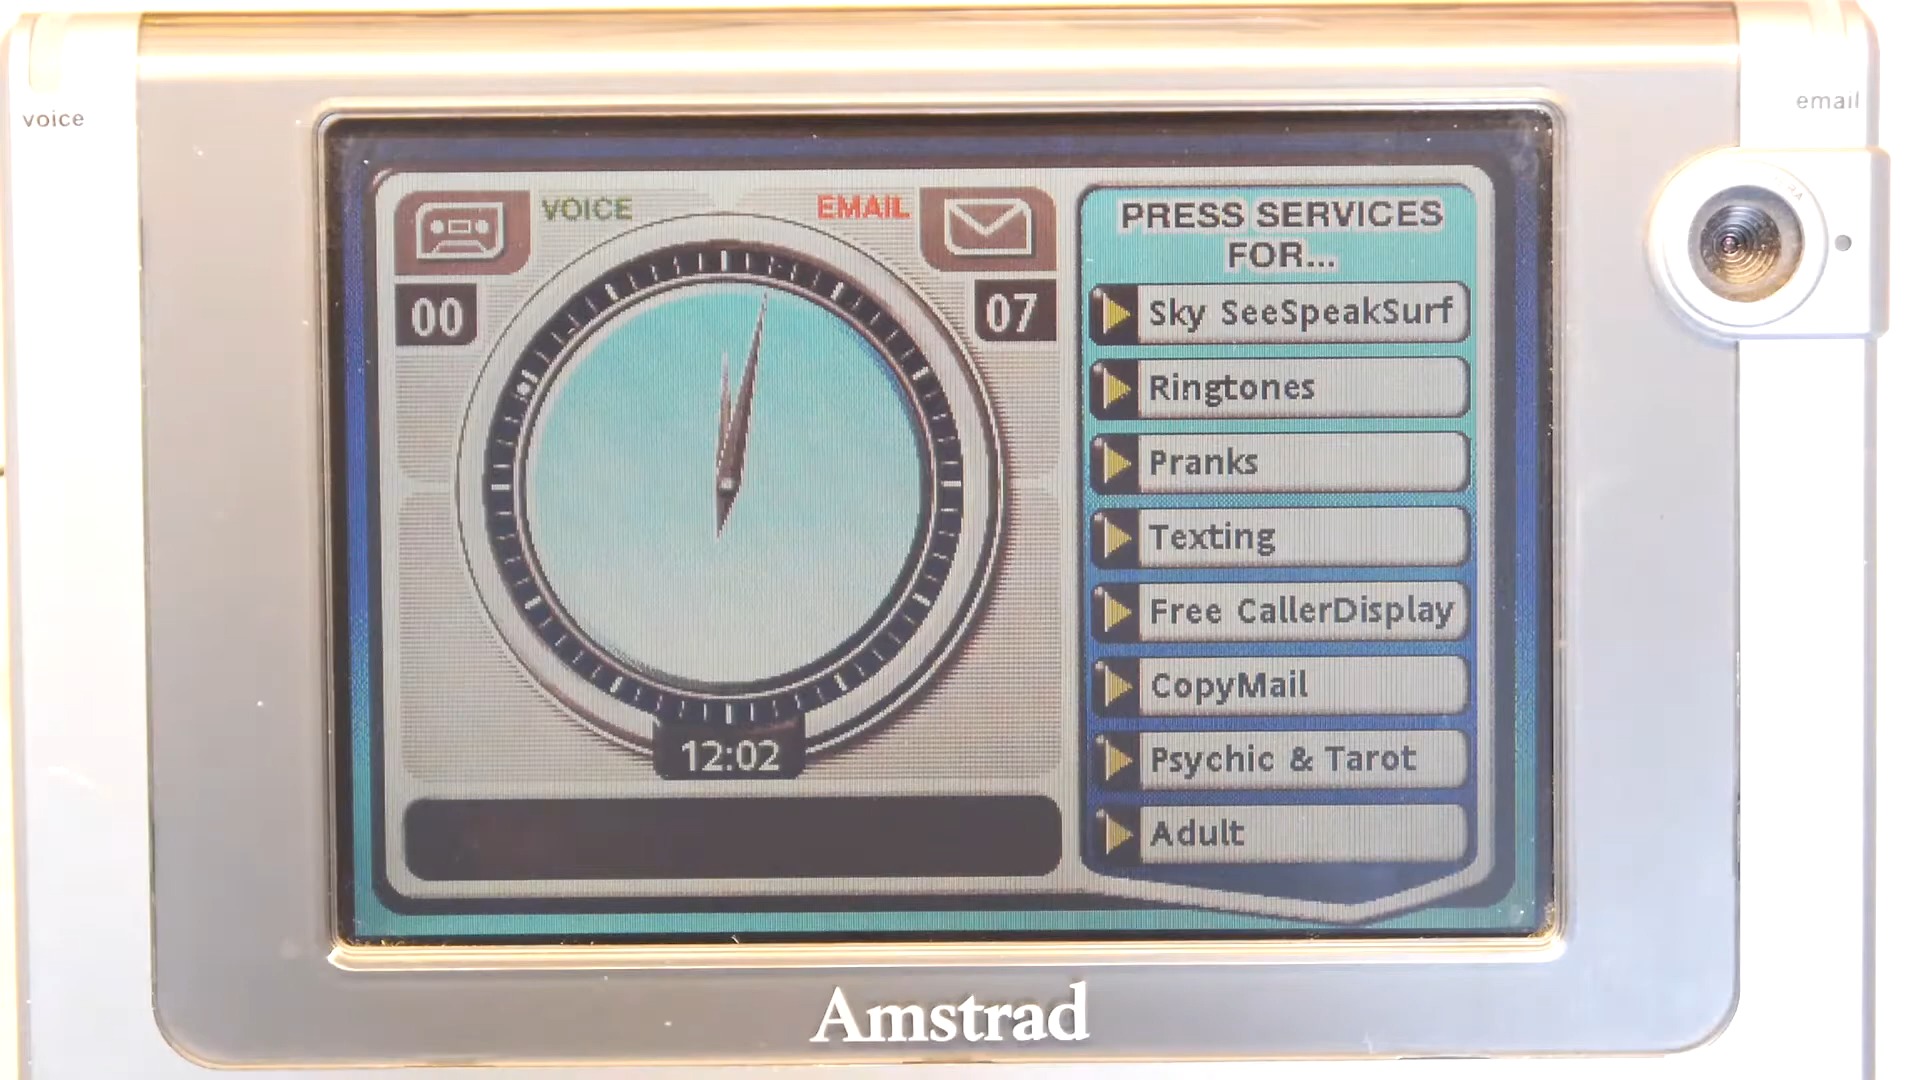 voice
email
VOICE
EMAIL
00
07
12:02
PRESS SERVICES
FOR...
Sky SeeSpeakSurf
Ringtones
Pranks
Texting
Free CallerDisplay
CopyMail
Psychic & Tarot
Adult
Amstrad